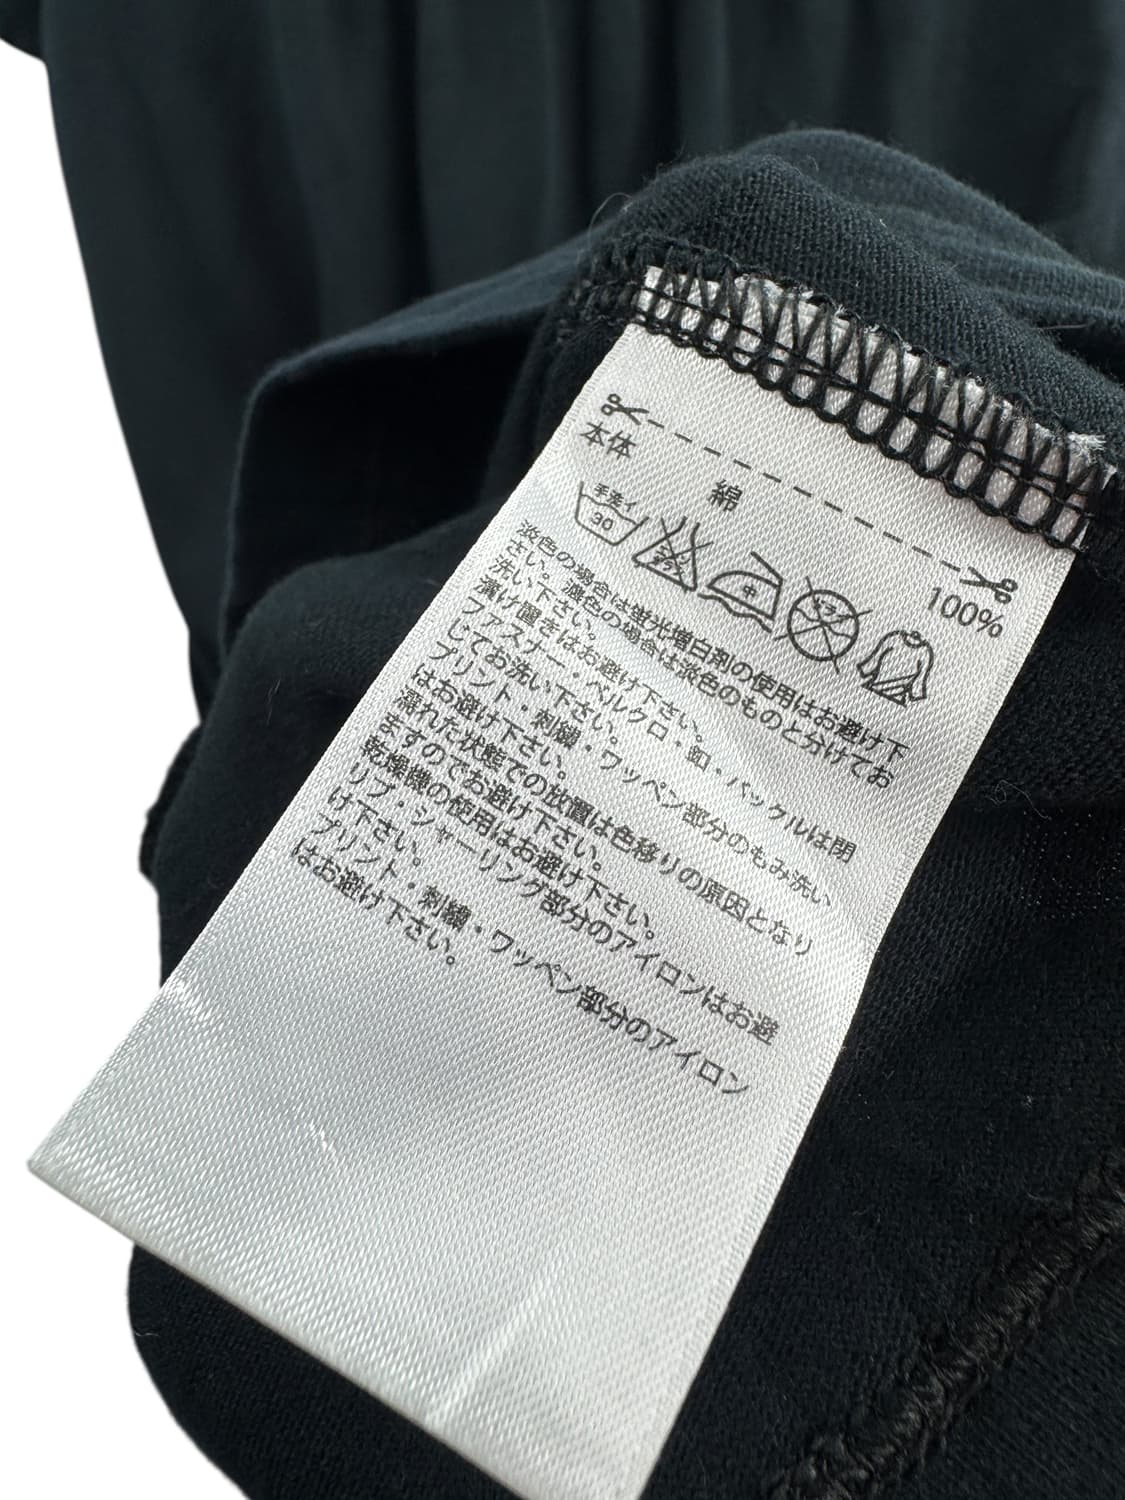 本体
綿 100%
手洗イ
30
エンソサラシ
中
ドライ
淡色の場合は蛍光増白剤の使用はお避け下
さい。濃色の場合は淡色のものと分けてお
洗い下さい。
漬け置きはお避け下さい。
ファスナー・ベルクロ・釦・バックルは閉
じてお洗い下さい。
プリント・刺繍・ワッペン部分のもみ洗い
はお避け下さい。
濡れた状態での放置は色移りの原因となり
ますのでお避け下さい。
乾燥機の使用はお避け下さい。
リブ・シャーリング部分のアイロンはお避
け下さい。
プリント・刺繍・ワッペン部分のアイロン
はお避け下さい。